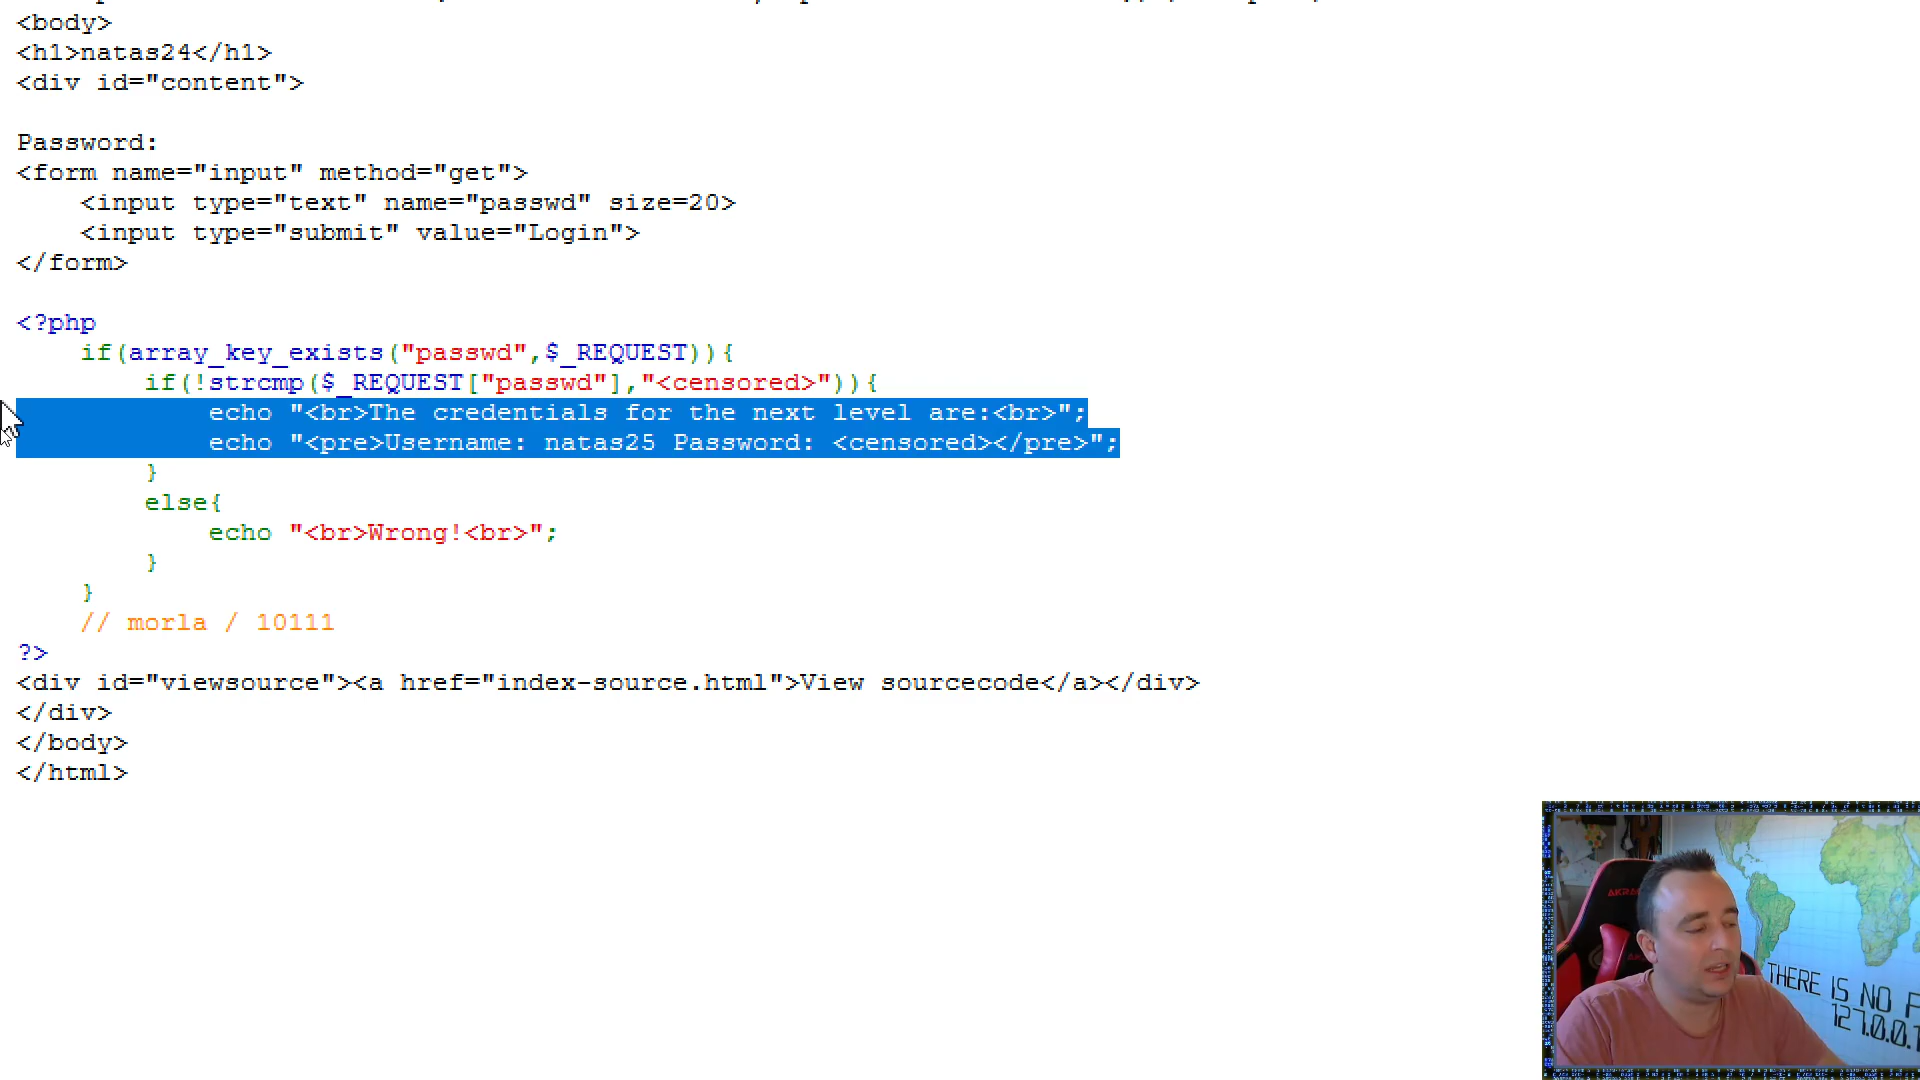 <body>
<h1>natas24</h1>
<div id="content">
Password:
<form name="input" method="get">
    <input type="text" name="passwd" size=20>
    <input type="submit" value="Login">
</form>
<?php
    if(array_key_exists("passwd",$_REQUEST)){
        if(!strcmp($_REQUEST["passwd"],"<censored>")){
            echo "<br>The credentials for the next level are:<br>";
            echo "<pre>Username: natas25 Password: <censored></pre>";
        }
        else{
            echo "<br>Wrong!<br>";
        }
    }
    // morla / 10111
?>
<div id="viewsource"><a href="index-source.html">View sourcecode</a></div>
</div>
</body>
</html>
THERE IS NO
127.0.0.1